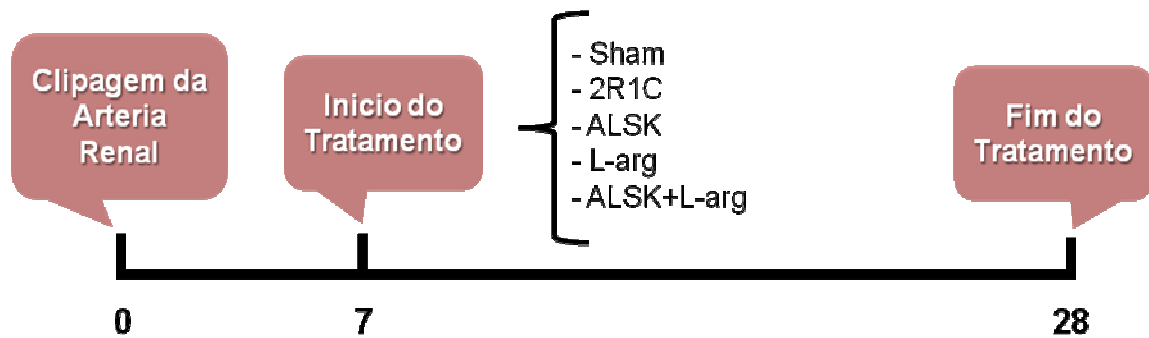 Clipagem da
Arteria
Renal
Inicio do
Tratamento
- Sham
- 2R1C
- ALSK
- L-arg
- ALSK+L-arg
Fim do
Tratamento
0
7
28